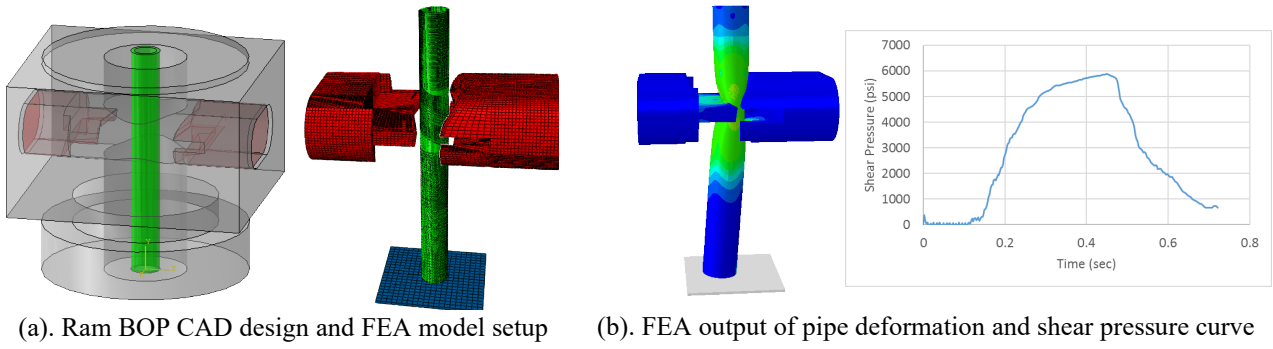 7000
6000
5000
4000
3000
2000
1000
0
Shear Pressure (psi)
0 0.2 0.4 0.6 0.8
Time (sec)
(a). Ram BOP CAD design and FEA model setup
(b). FEA output of pipe deformation and shear pressure curve